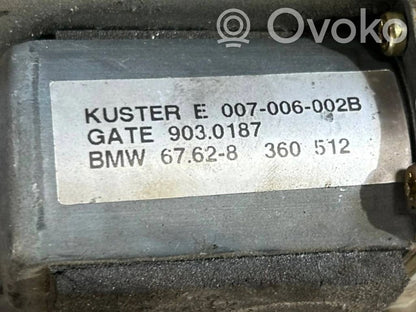 Ovoko
KUSTER E 007-006-002B
GATE 903.0187
BMW 67.62-8 360 512